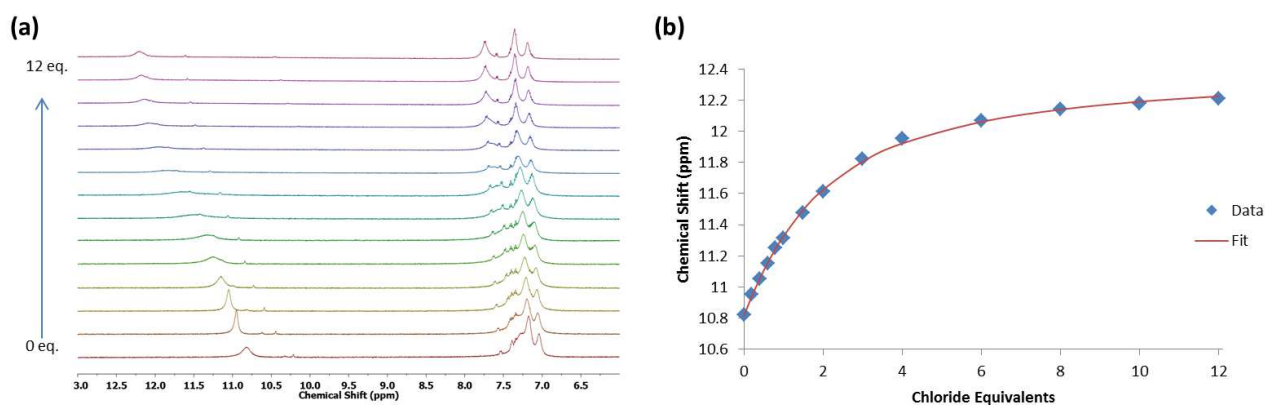 (a)
12 eq.
0 eq.
3.0 12.5 12.0 11.5 11.0 10.5 10.0 9.5 9.0 8.5 8.0 7.5 7.0 6.5
Chemical Shift (ppm)
(b)
12.4
12.2
12
11.8
11.6
11.4
11.2
11
10.8
10.6
Chemical Shift (ppm)
0 2 4 6 8 10 12
Chloride Equivalents
Data
Fit